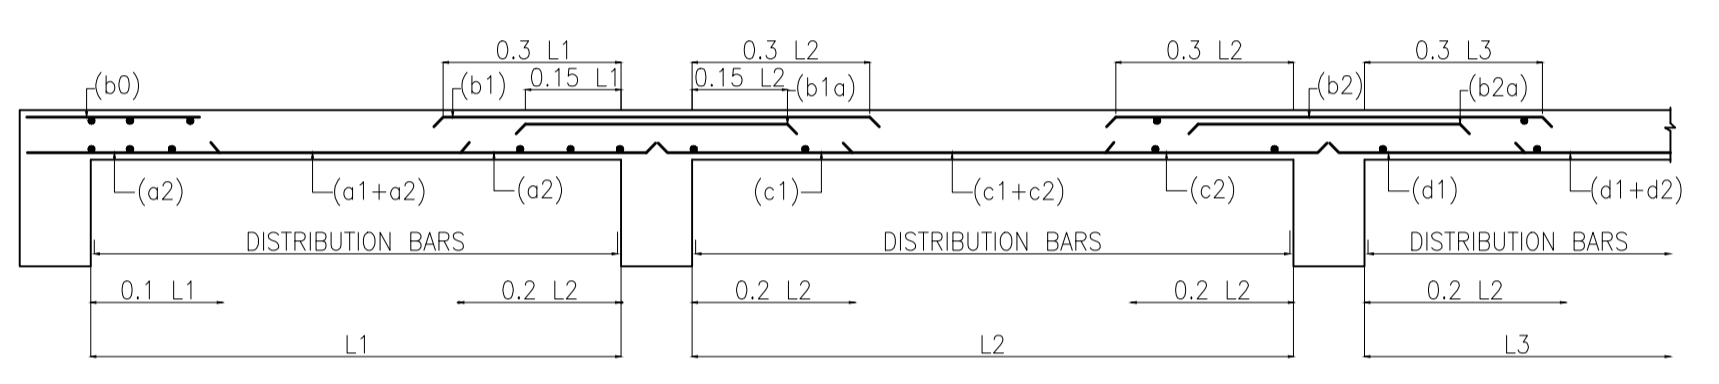 0.3 L1
0.3 L2
0.3 L2
0.3 L3
(b0)
(b1)
0.15 L1
0.15 L2
(b1a)
(b2)
(b2a)
(a2)
(a1+a2)
(a2)
(c1)
(c1+c2)
(c2)
(d1)
(d1+d2)
DISTRIBUTION BARS
DISTRIBUTION BARS
DISTRIBUTION BARS
0.1 L1
0.2 L2
0.2 L2
0.2 L2
0.2 L2
L1
L2
L3